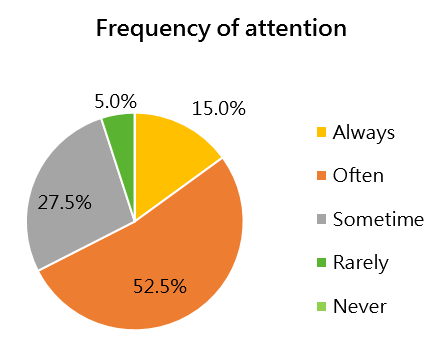 Frequency of attention
5.0%
15.0%
27.5%
52.5%
Always
Often
Sometime
Rarely
Never